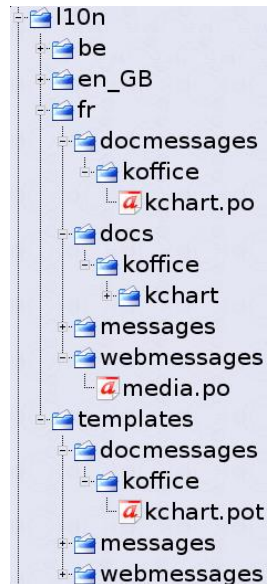 l10n
be
en_GB
fr
docmessages
koffice
kchart.po
docs
koffice
kchart
messages
webmessages
media.po
templates
docmessages
koffice
kchart.pot
messages
webmessages